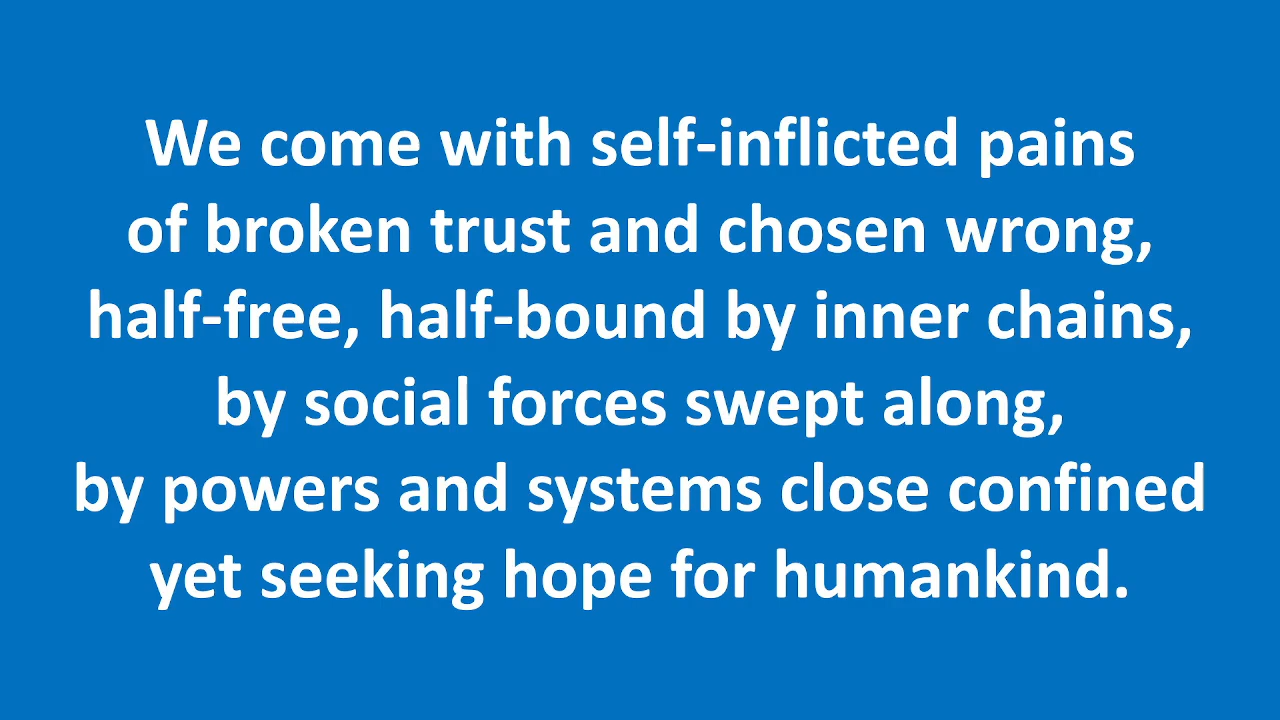 We come with self-inflicted pains
of broken trust and chosen wrong,
half-free, half-bound by inner chains,
by social forces swept along,
by powers and systems close confined
yet seeking hope for humankind.